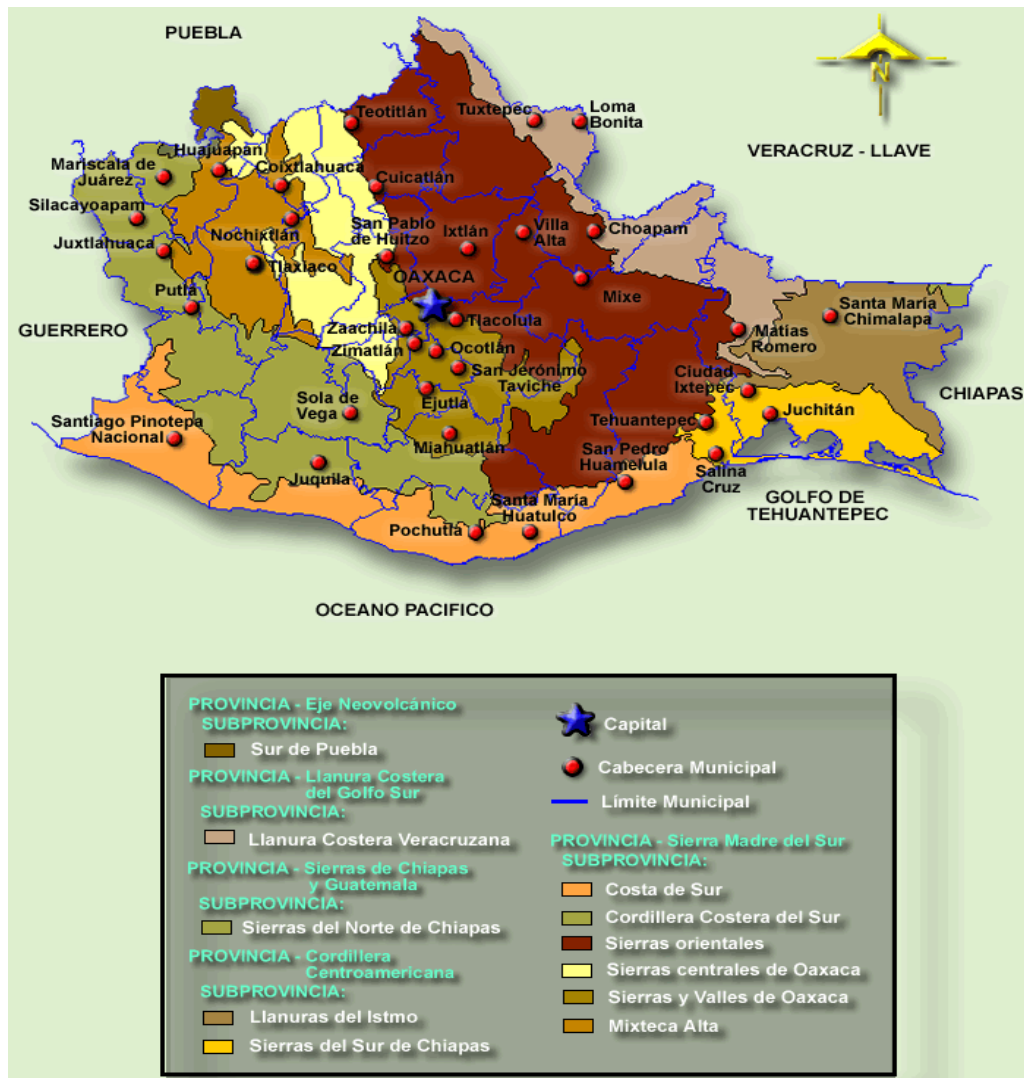 PUEBLA
N
Teotitlán
Tuxtepec
Loma
Bonita
VERACRUZ - LLAVE
Huajuapan
Mariscala de
Juárez
Coixtlahuaca
Cuicatlán
Silacayoapam
San Pablo
de Huitzo
Ixtlán
Villa
Alta
Choapam
Juxtlahuaca
Nochixtlán
Tlaxiaco
OAXACA
Mixe
Putla
Santa María
Chimalapa
GUERRERO
Zaachila
Tlacolula
Matías
Romero
Zimatlán
Ocotlán
San Jerónimo
Taviche
Ciudad
Ixtepec
CHIAPAS
Ejutla
Sola de
Vega
Tehuantepec
Juchitán
Santiago Pinotepa
Nacional
Miahuatlán
San Pedro
Huamelula
Salina
Cruz
Juquila
Santa María
Huatulco
GOLFO DE
TEHUANTEPEC
Pochutla
OCEANO PACIFICO
PROVINCIA - Eje Neovolcánico
SUBPROVINCIA:
Sur de Puebla
PROVINCIA - Llanura Costera
del Golfo Sur
SUBPROVINCIA:
Llanura Costera Veracruzana
PROVINCIA - Sierras de Chiapas
y Guatemala
SUBPROVINCIA:
Sierras del Norte de Chiapas
PROVINCIA - Cordillera
Centroamericana
SUBPROVINCIA:
Llanuras del Istmo
Sierras del Sur de Chiapas
Capital
Cabecera Municipal
Límite Municipal
PROVINCIA - Sierra Madre del Sur
SUBPROVINCIA:
Costa de Sur
Cordillera Costera del Sur
Sierras orientales
Sierras centrales de Oaxaca
Sierras y Valles de Oaxaca
Mixteca Alta